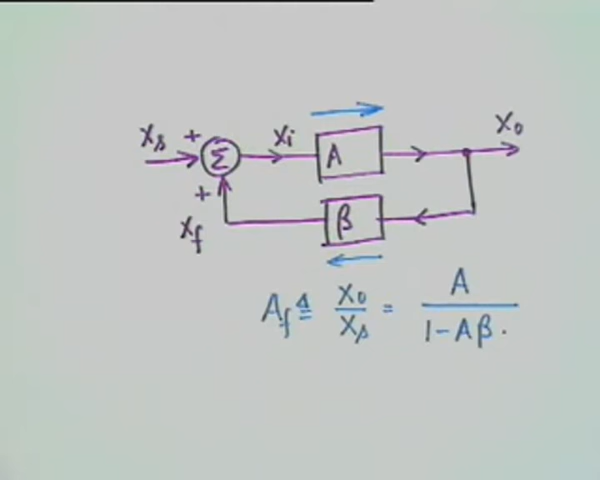 Xs + Σ Xi A Xo
+ Xf β
Af ≜ Xo/Xs = A/(1-Aβ).